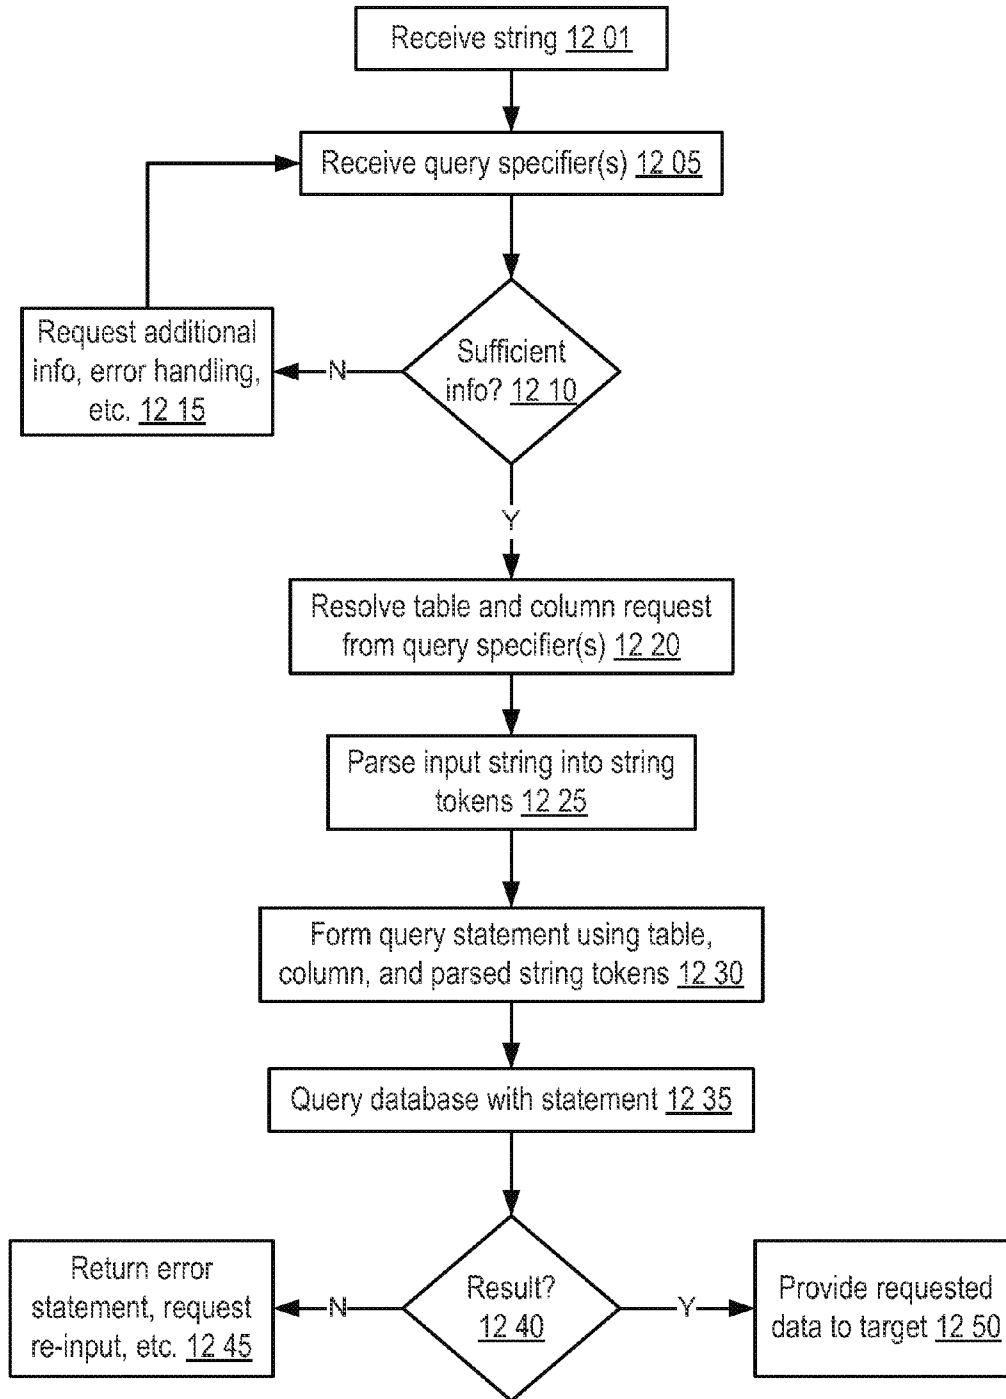 Receive string 12 01
Receive query specifier(s) 12 05
Request additional
info, error handling,
etc. 12 15
N
Sufficient
info? 12 10
Y
Resolve table and column request
from query specifier(s) 12 20
Parse input string into string
tokens 12 25
Form query statement using table,
column, and parsed string tokens 12 30
Query database with statement 12 35
Return error
statement, request
re-input, etc. 12 45
N
Result?
12 40
Y
Provide requested
data to target 12 50